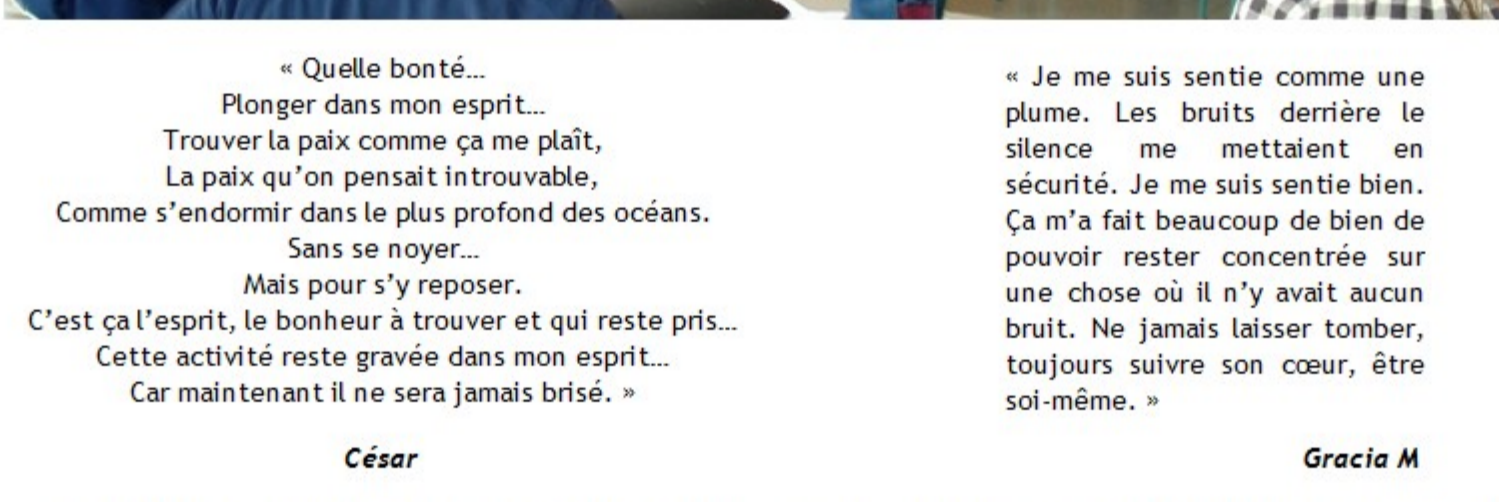 « Quelle bonté…
Plonger dans mon esprit…
Trouver la paix comme ça me plaît,
La paix qu’on pensait introuvable,
Comme s’endormir dans le plus profond des océans.
Sans se noyer…
Mais pour s’y reposer.
C’est ça l’esprit, le bonheur à trouver et qui reste pris…
Cette activité reste gravée dans mon esprit…
Car maintenant il ne sera jamais brisé. »
César
« Je me suis sentie comme une
plume. Les bruits derrière le
silence me mettaient en
sécurité. Je me suis sentie bien.
Ça m’a fait beaucoup de bien de
pouvoir rester concentrée sur
une chose où il n’y avait aucun
bruit. Ne jamais laisser tomber,
toujours suivre son cœur, être
soi-même. »
Gracia M